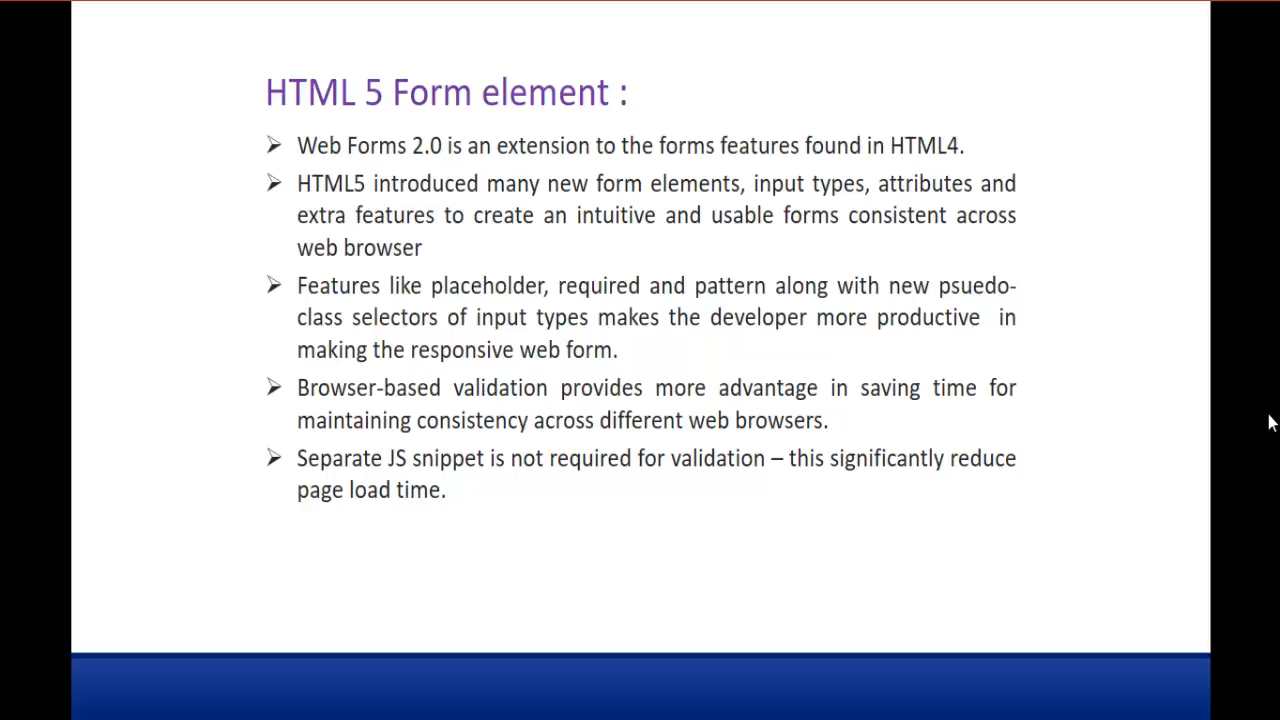 HTML 5 Form element :
➢ Web Forms 2.0 is an extension to the forms features found in HTML4.
➢ HTML5 introduced many new form elements, input types, attributes and
extra features to create an intuitive and usable forms consistent across
web browser
➢ Features like placeholder, required and pattern along with new psuedo-
class selectors of input types makes the developer more productive in
making the responsive web form.
➢ Browser-based validation provides more advantage in saving time for
maintaining consistency across different web browsers.
➢ Separate JS snippet is not required for validation – this significantly reduce
page load time.